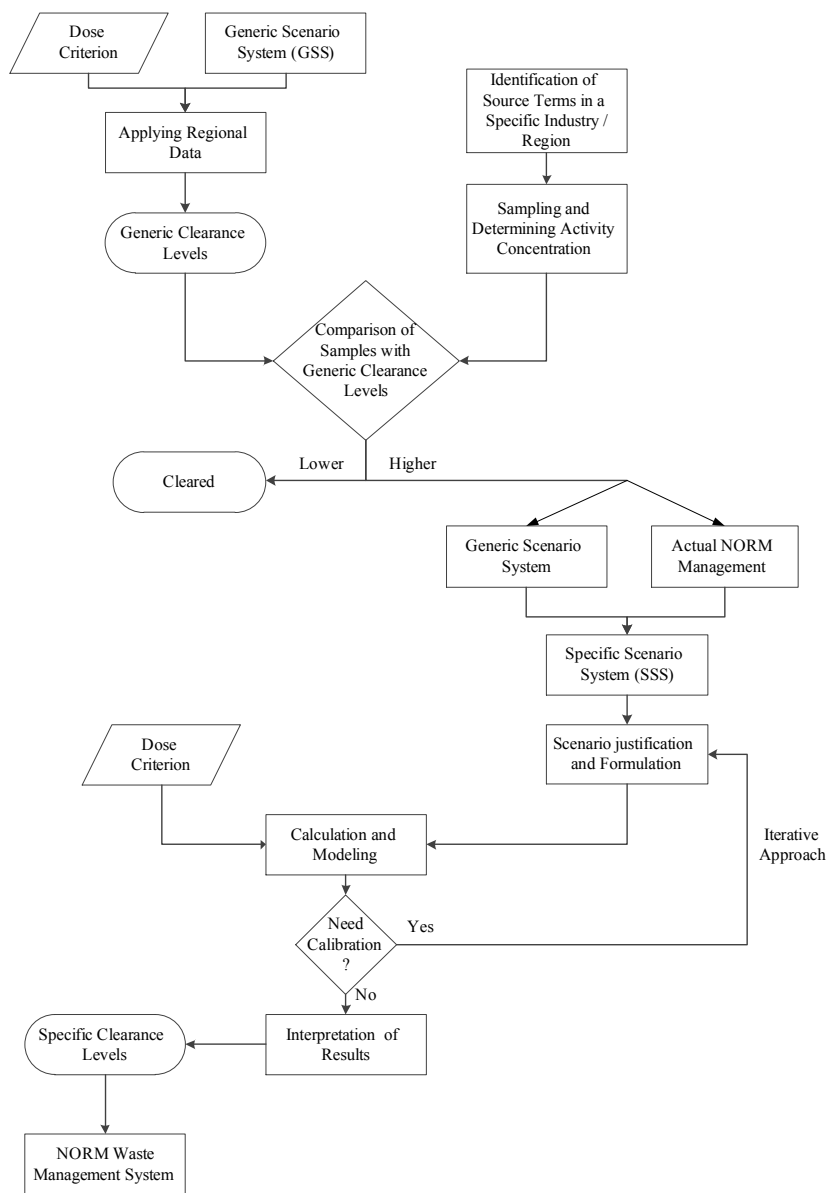 Dose
Criterion
Generic Scenario
System (GSS)
Identification of
Source Terms in a
Specific Industry /
Region
Applying Regional
Data
Sampling and
Determining Activity
Concentration
Generic Clearance
Levels
Comparison of
Samples with
Generic Clearance
Levels
Lower
Higher
Cleared
Generic Scenario
System
Actual NORM
Management
Specific Scenario
System (SSS)
Dose
Criterion
Scenario justification
and Formulation
Calculation and
Modeling
Iterative
Approach
Need
Calibration
?
Yes
No
Specific Clearance
Levels
Interpretation of
Results
NORM Waste
Management System